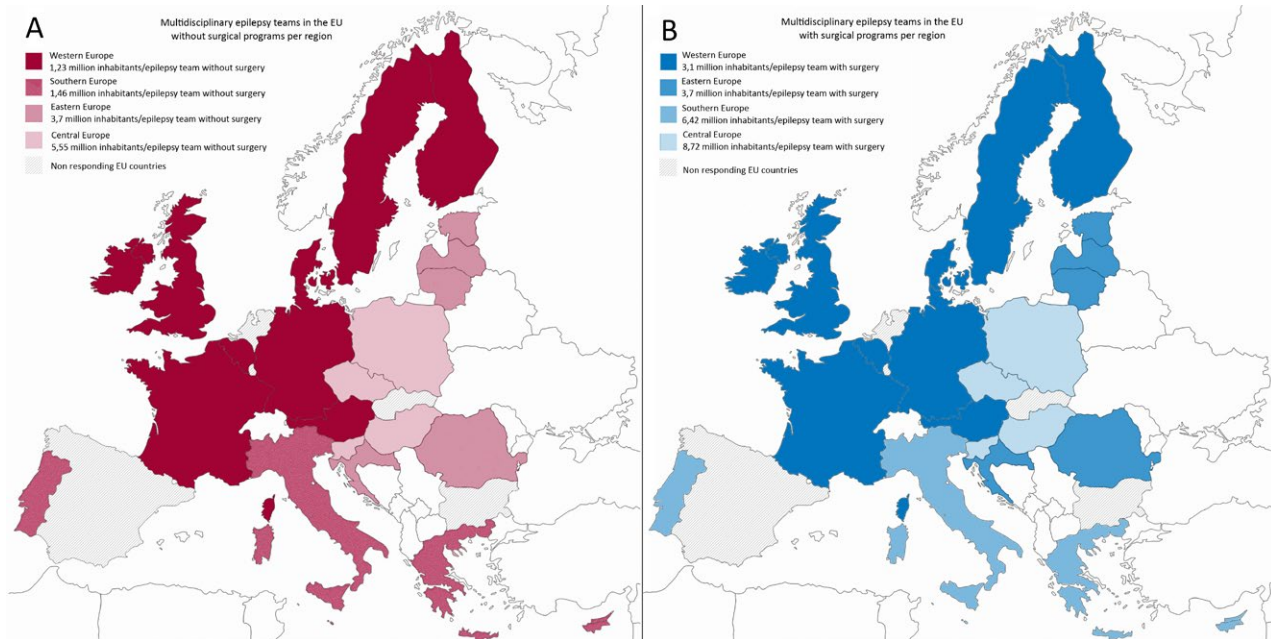 A
Multidisciplinary epilepsy teams in the EU
without surgical programs per region
Western Europe
1,23 million inhabitants/epilepsy team without surgery
Southern Europe
1,46 million inhabitants/epilepsy team without surgery
Eastern Europe
3,7 million inhabitants/epilepsy team without surgery
Central Europe
5,55 million inhabitants/epilepsy team without surgery
Non responding EU countries
B
Multidisciplinary epilepsy teams in the EU
with surgical programs per region
Western Europe
3,1 million inhabitants/epilepsy team with surgery
Eastern Europe
3,7 million inhabitants/epilepsy team with surgery
Southern Europe
6,42 million inhabitants/epilepsy team with surgery
Central Europe
8,72 million inhabitants/epilepsy team with surgery
Non responding EU countries